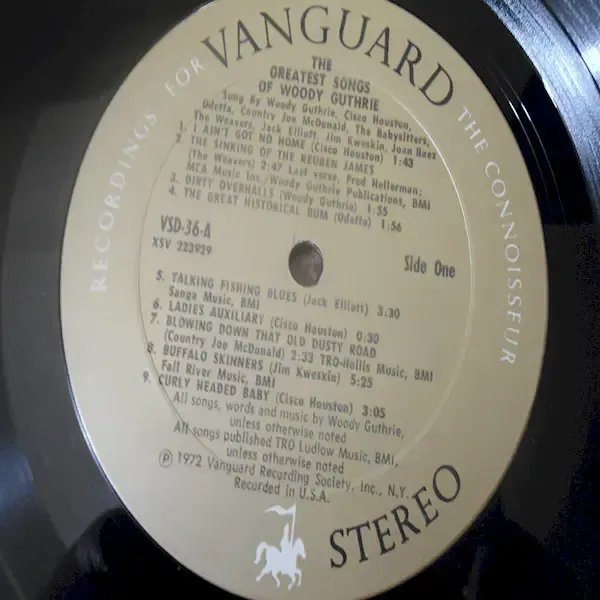 RECORDINGS FOR VANGUARD THE CONNOISSEUR
THE
GREATEST SONGS
OF WOODY GUTHRIE
Sung By Woody Guthrie, Cisco Houston,
Odetta, Country Joe McDonald, The Babysitters,
The Weavers, Jack Elliott, Jim Kweskin, Joan Baez
1. I AIN'T GOT NO HOME (Cisco Houston) 1:43
2. THE SINKING OF THE REUBEN JAMES
(The Weavers) 2:47 Last verse, Fred Hellerman;
MCA Music Inc./Woody Guthrie Publications, BMI
3. DIRTY OVERHALLS (Woody Guthrie) 1:55
4. THE GREAT HISTORICAL BUM (Odetta) 1:56
VSD-36-A
XSV 223929
Side One
5. TALKING FISHING BLUES (Jack Elliott) 3:30
Sanga Music, BMI
6. LADIES AUXILIARY (Cisco Houston) 0:30
7. BLOWING DOWN THAT OLD DUSTY ROAD
(Country Joe McDonald) 2:33 TRO-Hollis Music, BMI
8. BUFFALO SKINNERS (Jim Kweskin) 5:25
Fall River Music, BMI
9. CURLY HEADED BABY (Cisco Houston) 3:05
All songs, words and music by Woody Guthrie,
unless otherwise noted
All songs published TRO Ludlow Music, BMI,
unless otherwise noted
Ⓟ 1972 Vanguard Recording Society, Inc., N.Y.
Recorded in U.S.A.
STEREO